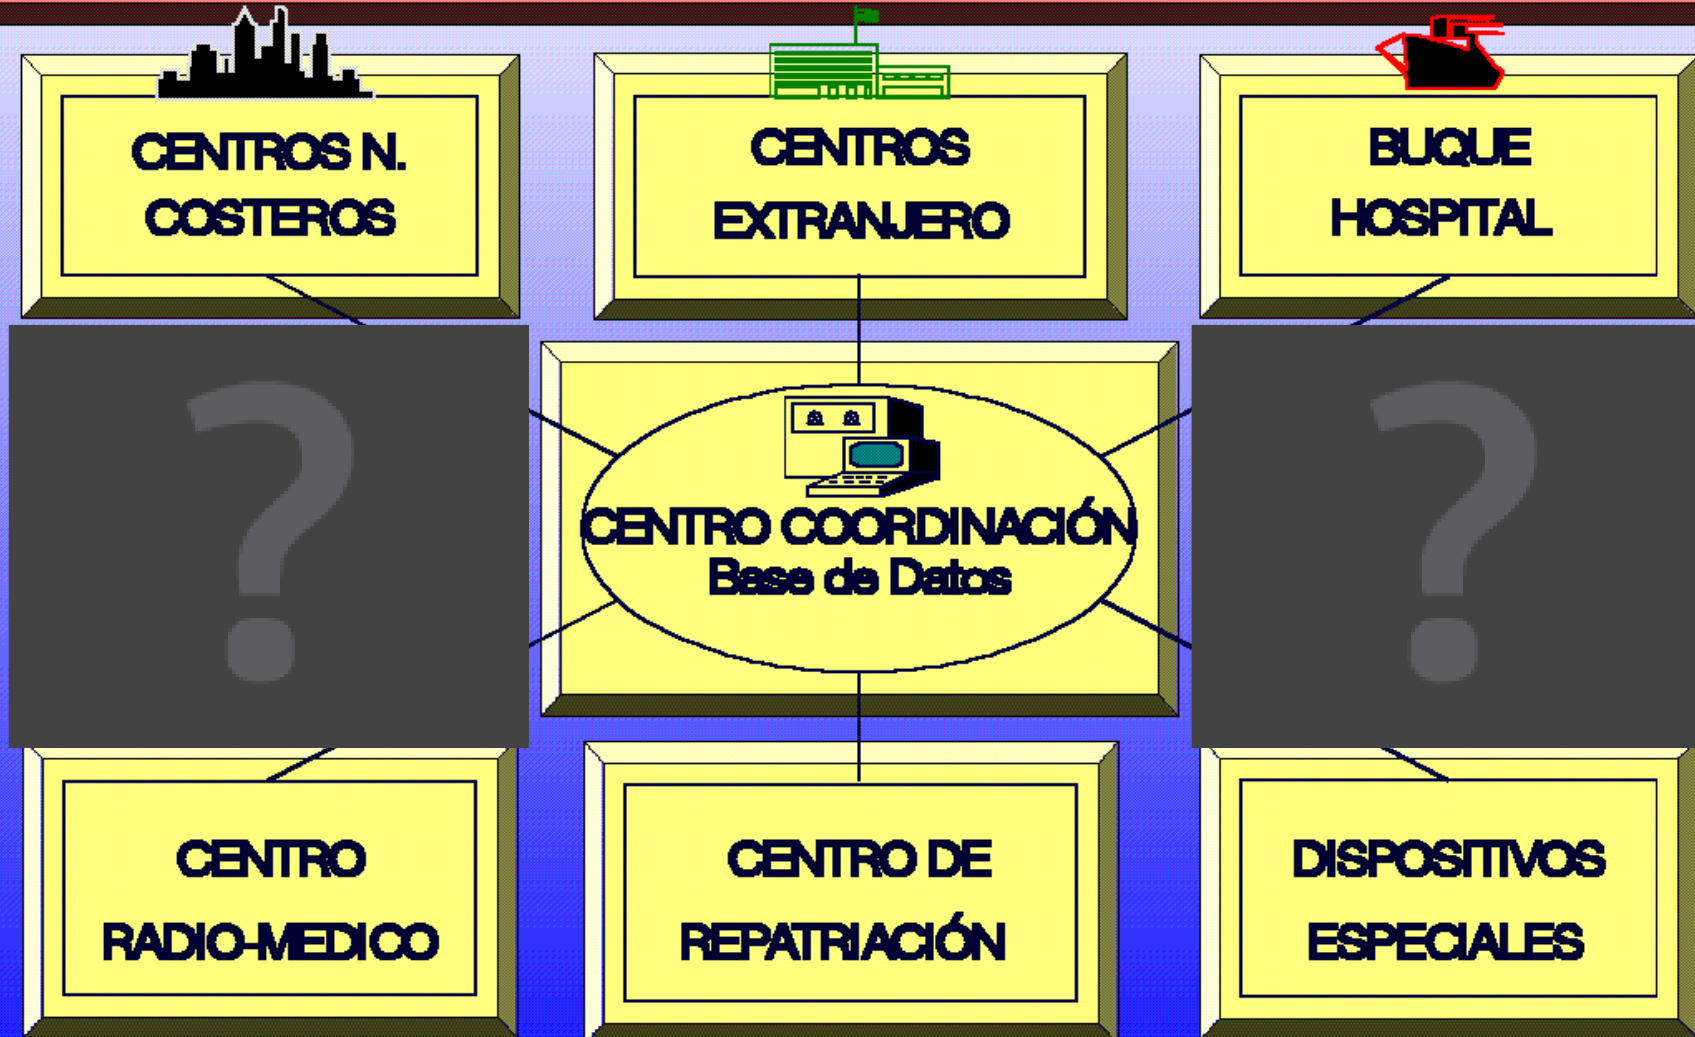 CENTROS N.
COSTEROS
CENTROS
EXTRANJERO
BUQUE
HOSPITAL
CENTRO COORDINACIÓN
Base de Datos
CENTRO
RADIO-MEDICO
CENTRO DE
REPATRIACIÓN
DISPOSITIVOS
ESPECIALES